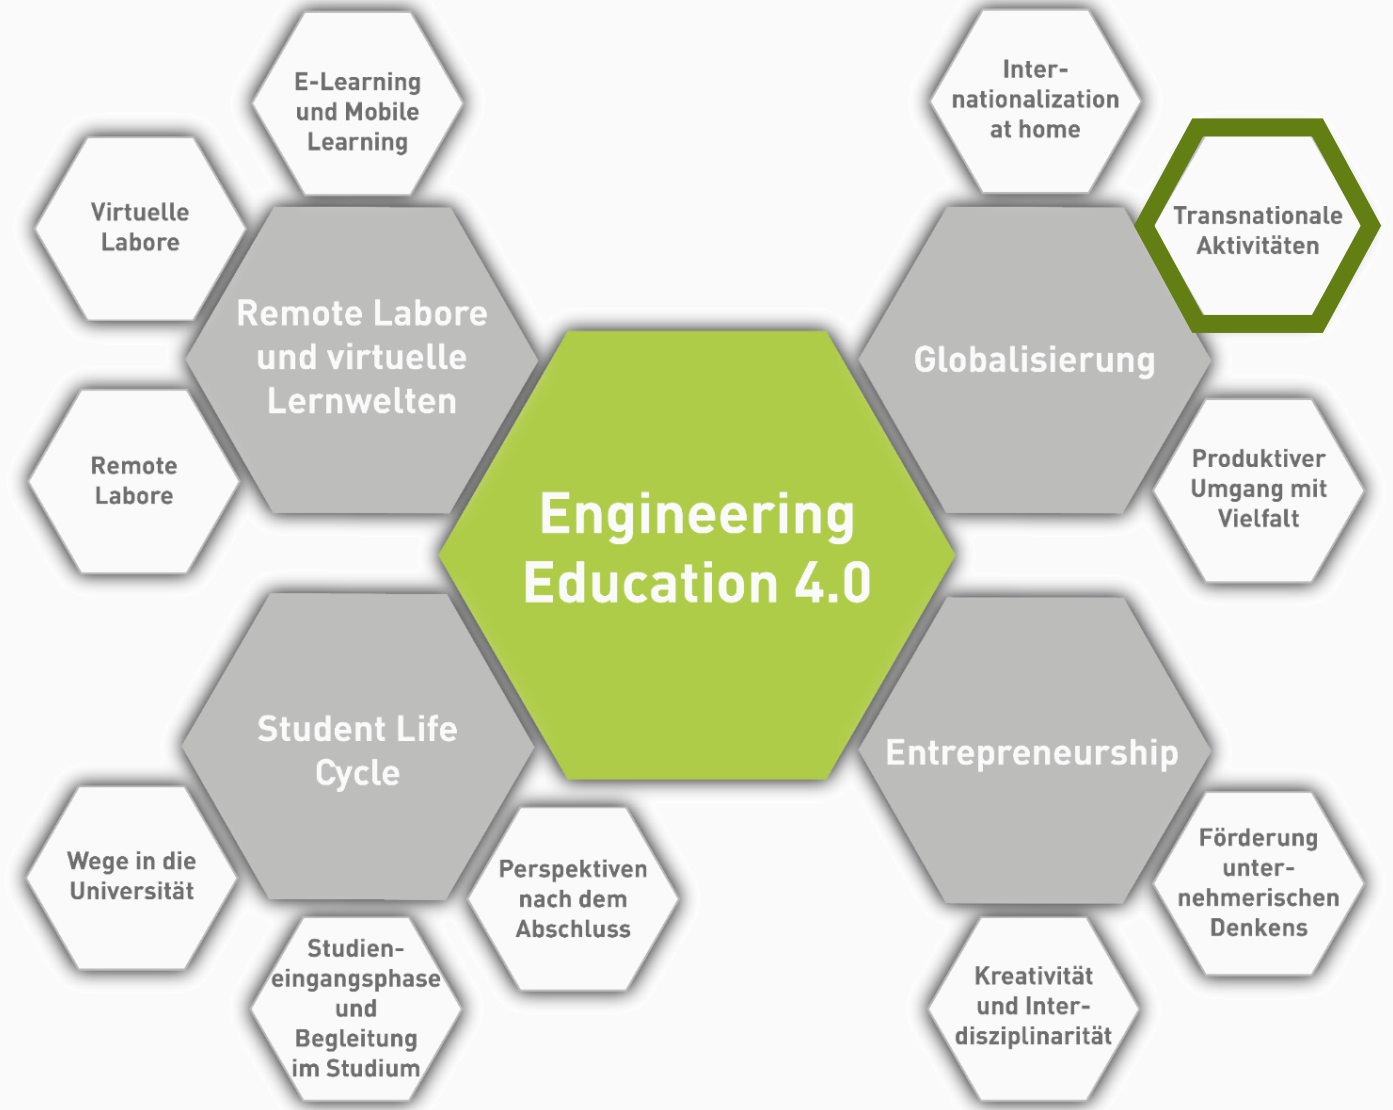 E-Learning
und Mobile
Learning
Virtuelle
Labore
Remote Labore
und virtuelle
Lernwelten
Remote
Labore
Inter-
nationalization
at home
Transnationale
Aktivitäten
Globalisierung
Produktiver
Umgang mit
Vielfalt
Engineering
Education 4.0
Student Life
Cycle
Wege in die
Universität
Studien-
eingangsphase
und
Begleitung
im Studium
Perspektiven
nach dem
Abschluss
Entrepreneurship
Förderung
unter-
nehmerischen
Denkens
Kreativität
und Inter-
disziplinarität